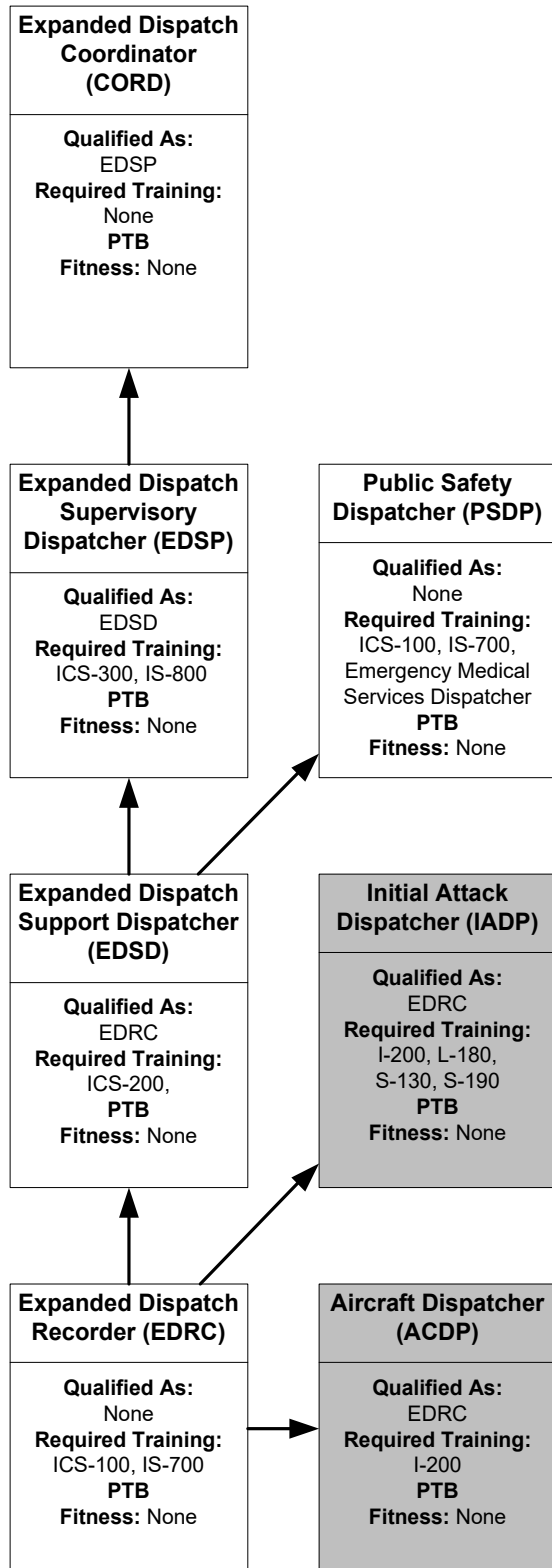 Expanded Dispatch
Coordinator
(CORD)
Qualified As:
EDSP
Required Training:
None
PTB
Fitness: None
Expanded Dispatch
Supervisory
Dispatcher (EDSP)
Qualified As:
EDSD
Required Training:
ICS-300, IS-800
PTB
Fitness: None
Public Safety
Dispatcher (PSDP)
Qualified As:
None
Required Training:
ICS-100, IS-700,
Emergency Medical
Services Dispatcher
PTB
Fitness: None
Expanded Dispatch
Support Dispatcher
(EDSD)
Qualified As:
EDRC
Required Training:
ICS-200,
PTB
Fitness: None
Initial Attack
Dispatcher (IADP)
Qualified As:
EDRC
Required Training:
I-200, L-180,
S-130, S-190
PTB
Fitness: None
Expanded Dispatch
Recorder (EDRC)
Qualified As:
None
Required Training:
ICS-100, IS-700
PTB
Fitness: None
Aircraft Dispatcher
(ACDP)
Qualified As:
EDRC
Required Training:
I-200
PTB
Fitness: None